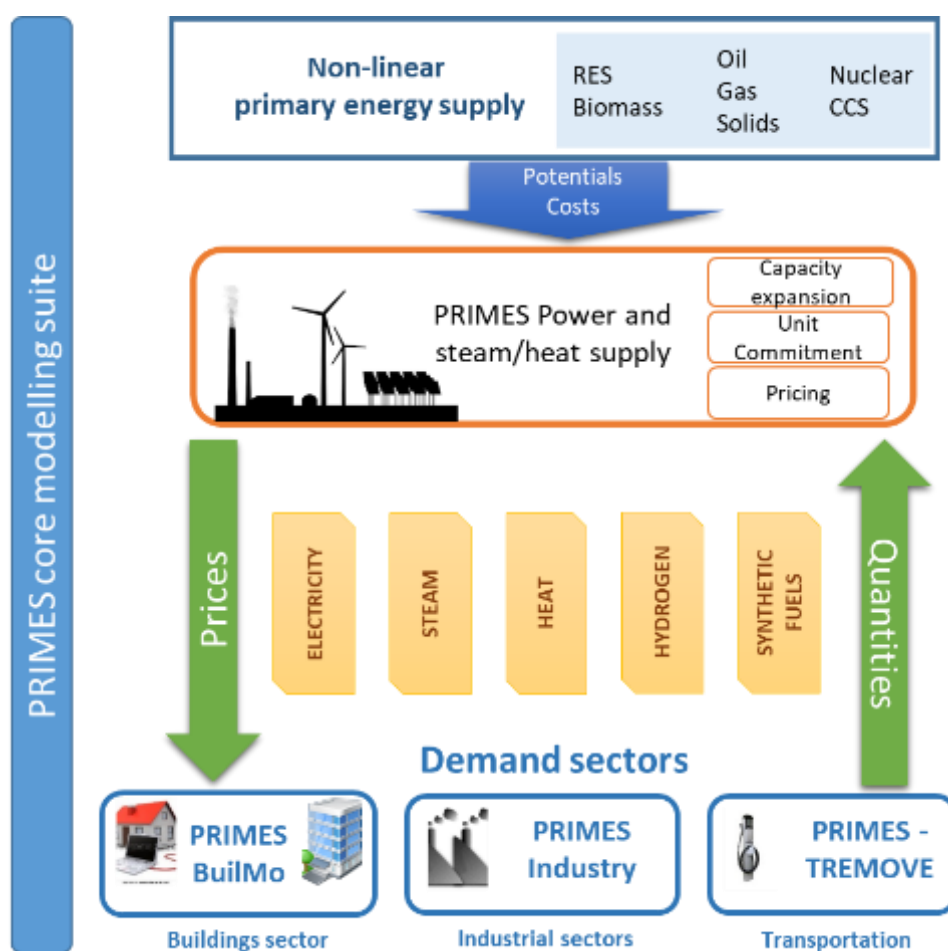 PRIMES core modelling suite
Non-linear
primary energy supply
RES
Biomass
Oil
Gas
Solids
Nuclear
CCS
Potentials
Costs
PRIMES Power and
steam/heat supply
Capacity
expansion
Unit
Commitment
Pricing
Prices
ELECTRICITY
STEAM
HEAT
HYDROGEN
SYNTHETIC
FUELS
Quantities
Demand sectors
PRIMES
BuilMo
PRIMES
Industry
PRIMES -
TREMOVE
Buildings sector
Industrial sectors
Transportation